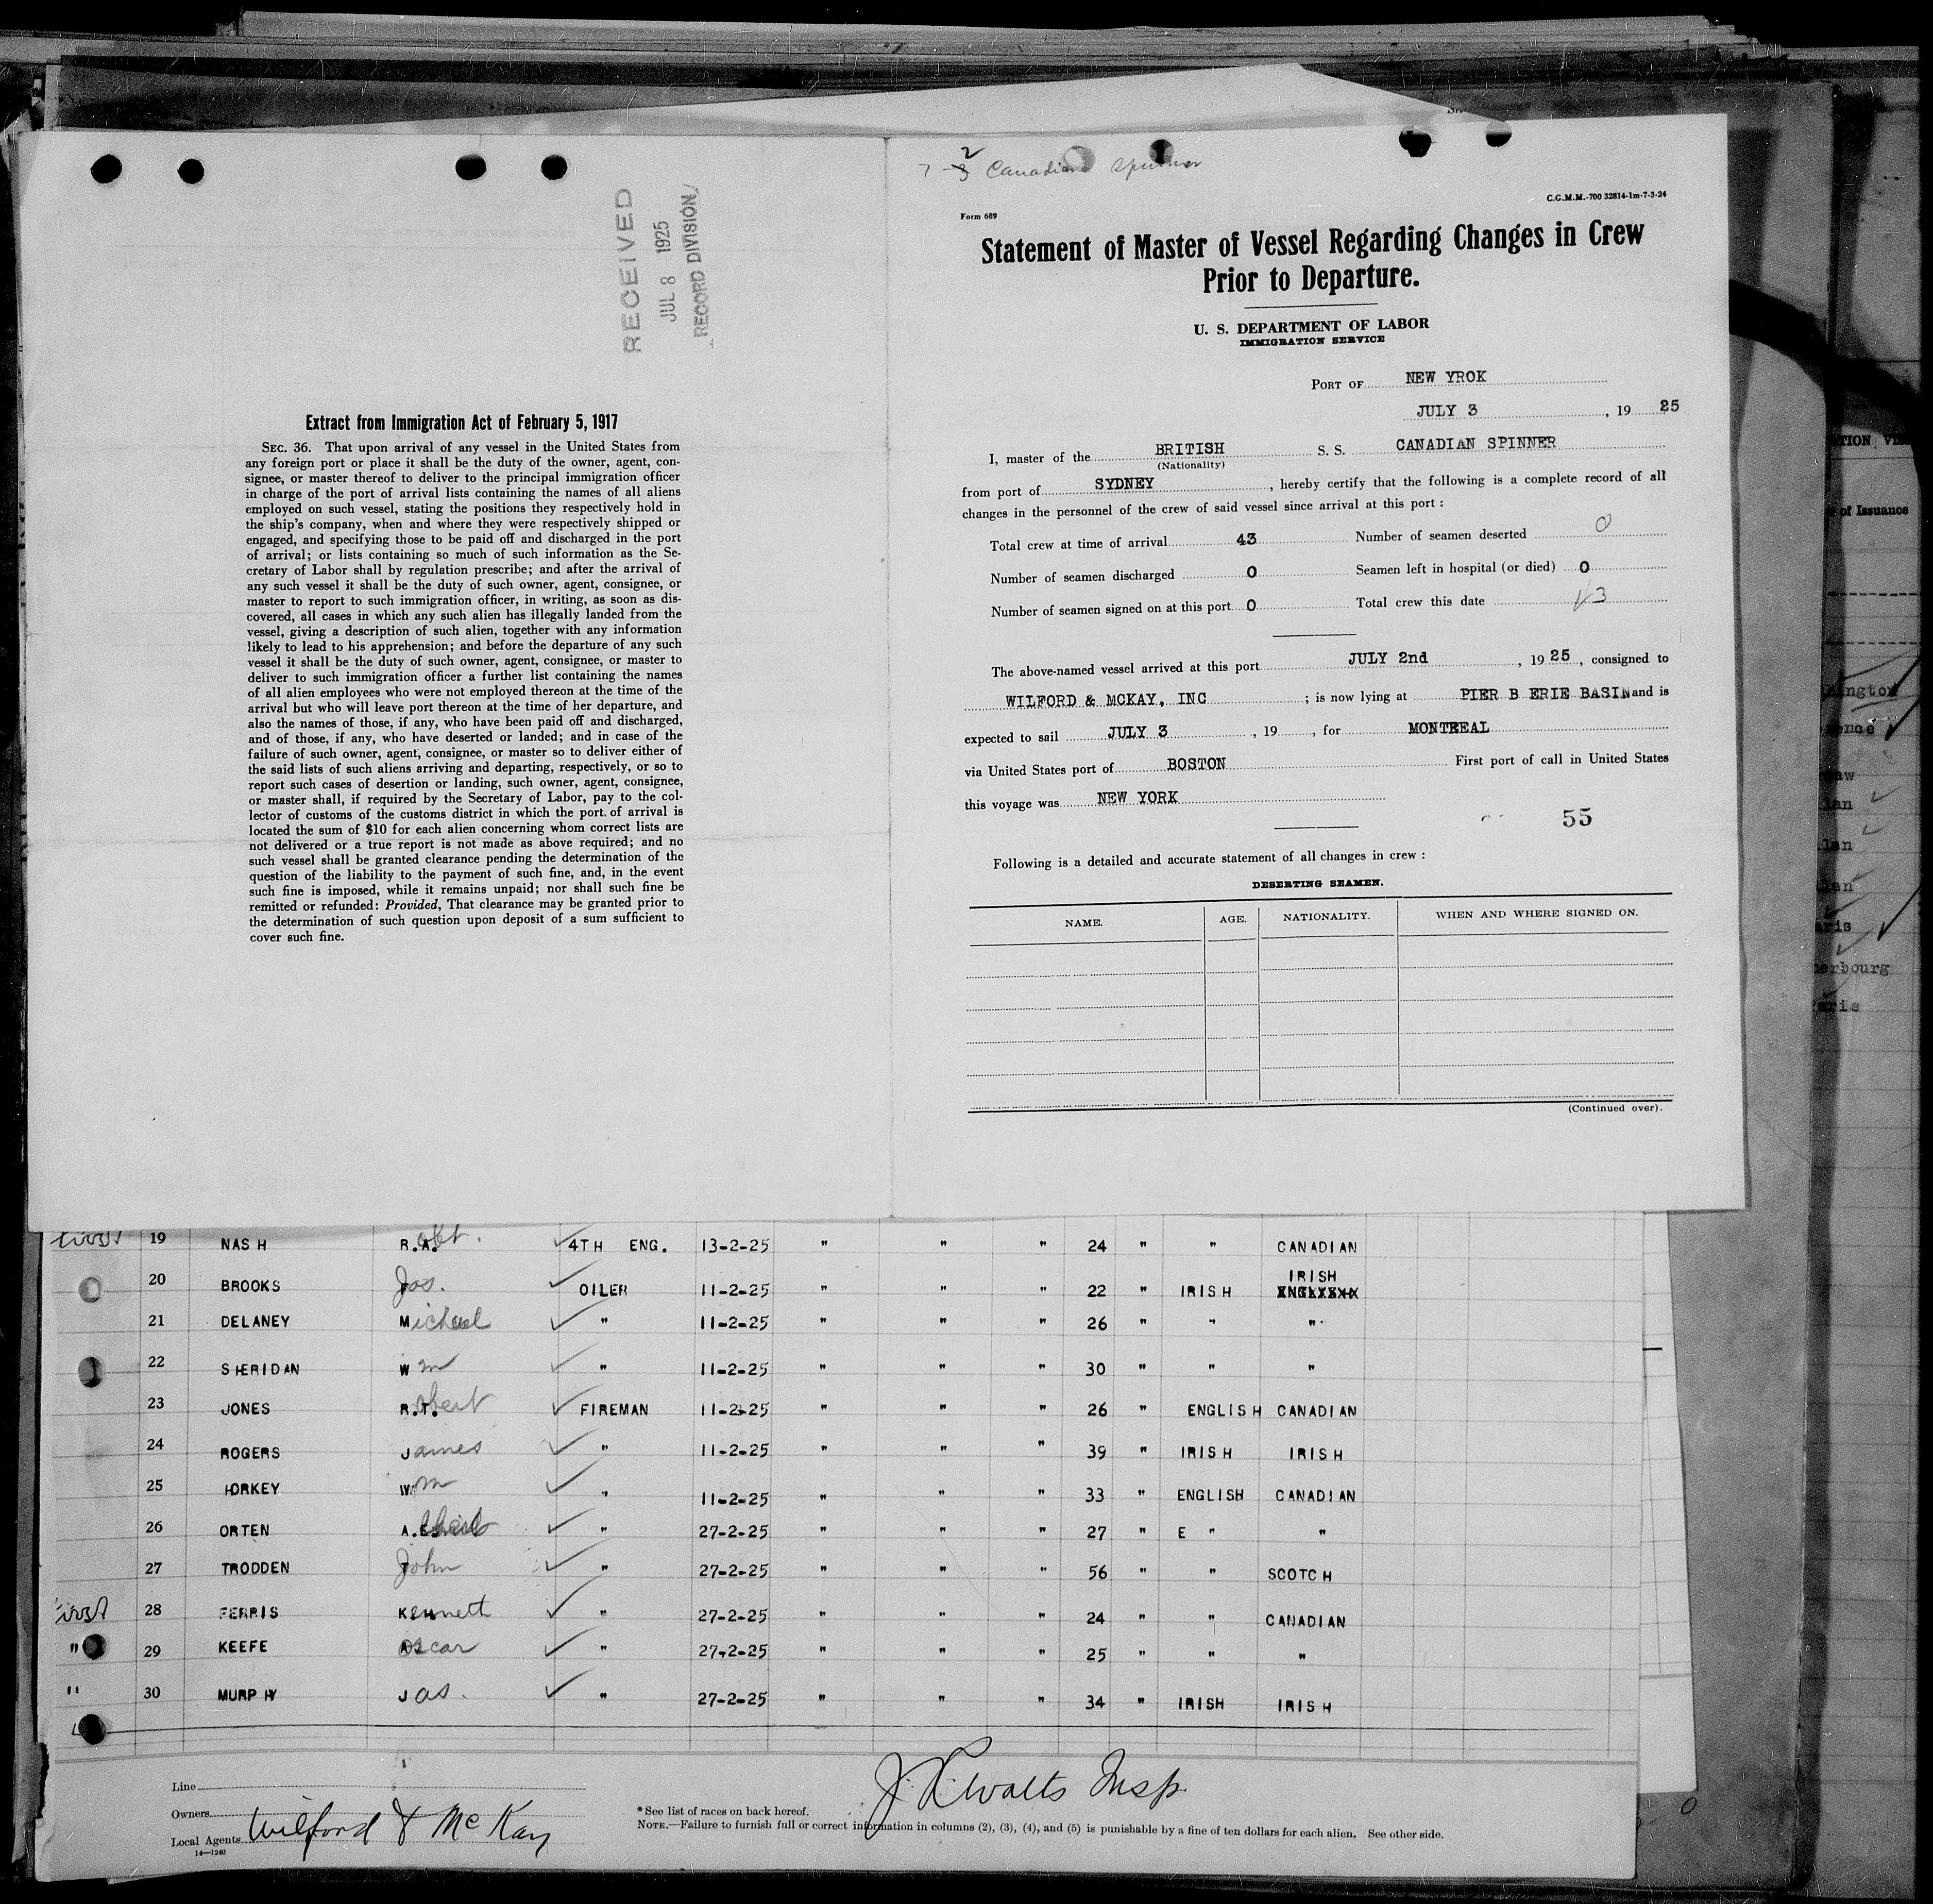 RECEIVED
JUL 8 1925
RECORD DIVISION
Extract from Immigration Act of February 5, 1917
SEC. 36. That upon arrival of any vessel in the United States from
any foreign port or place it shall be the duty of the owner, agent, con-
signee, or master thereof to deliver to the principal immigration officer
in charge of the port of arrival lists containing the names of all aliens
employed on such vessel, stating the positions they respectively hold in
the ship's company, when and where they were respectively shipped or
engaged, and specifying those to be paid off and discharged in the port
of arrival; or lists containing so much of such information as the Se-
cretary of Labor shall by regulation prescribe; and after the arrival of
any such vessel it shall be the duty of such owner, agent, consignee, or
master to report to such immigration officer, in writing, as soon as dis-
covered, all cases in which any such alien has illegally landed from the
vessel, giving a description of such alien, together with any information
likely to lead to his apprehension; and before the departure of any such
vessel it shall be the duty of such owner, agent, consignee, or master to
deliver to such immigration officer a further list containing the names
of all alien employees who were not employed thereon at the time of the
arrival but who will leave port thereon at the time of her departure, and
also the names of those, if any, who have been paid off and discharged,
and of those, if any, who have deserted or landed; and in case of the
failure of such owner, agent, consignee, or master so to deliver either of
the said lists of such aliens arriving and departing, respectively, or so to
report such cases of desertion or landing, such owner, agent, consignee,
or master shall, if required by the Secretary of Labor, pay to the col-
lector of customs of the customs district in which the port of arrival is
located the sum of $10 for each alien concerning whom correct lists are
not delivered or a true report is not made as above required; and no
such vessel shall be granted clearance pending the determination of the
question of the liability to the payment of such fine, and, in the event
such fine is imposed, while it remains unpaid; nor shall such fine be
remitted or refunded: Provided, That clearance may be granted prior to
the determination of such question upon deposit of a sum sufficient to
cover such fine.
7-2 Canadian Spinner
C.G.M.M.-700 32814-1m-7-3-24
Form 689
Statement of Master of Vessel Regarding Changes in Crew
Prior to Departure.
U. S. DEPARTMENT OF LABOR
IMMIGRATION SERVICE
PORT OF NEW YROK
JULY 3, 19 25
I, master of the BRITISH S. S. CANADIAN SPINNER
(Nationality)
from port of SYDNEY, hereby certify that the following is a complete record of all
changes in the personnel of the crew of said vessel since arrival at this port:
Total crew at time of arrival 43 Number of seamen deserted 0
Number of seamen discharged 0 Seamen left in hospital (or died) 0
Number of seamen signed on at this port 0 Total crew this date 43
The above-named vessel arrived at this port JULY 2nd, 19 25, consigned to
WILFORD & MCKAY, INC; is now lying at PIER B ERIE BASIN and is
expected to sail JULY 3, 19 , for MONTREAL
via United States port of BOSTON First port of call in United States
this voyage was NEW YORK
55
Following is a detailed and accurate statement of all changes in crew:
DESERTING SEAMEN.
NAME. AGE. NATIONALITY. WHEN AND WHERE SIGNED ON.
(Continued over).
of Issuance
erbourg
19 NASH R.A. 4TH ENG. 13-2-25 " " " 24 " " CANADIAN
20 BROOKS Jos. OILER 11-2-25 " " " 22 " IRISH IRISH
21 DELANEY Michael " 11-2-25 " " " 26 " " "
22 SHERIDAN Wm " 11-2-25 " " " 30 " " "
23 JONES Robert FIREMAN 11-2-25 " " " 26 " ENGLISH CANADIAN
24 ROGERS James " 11-2-25 " " " 39 " IRISH IRISH
25 HORKEY Wm " 11-2-25 " " " 33 " ENGLISH CANADIAN
26 ORTEN A. " 27-2-25 " " " 27 " E " "
27 TRODDEN John " 27-2-25 " " " 56 " " SCOTCH
28 FERRIS Kennett " 27-2-25 " " " 24 " " CANADIAN
" 29 KEEFE Oscar " 27-2-25 " " " 25 " " "
" 30 MURPHY Jas. " 27-2-25 " " " 34 " IRISH IRISH
Line
Owners
Local Agents Wilford & McKay
14—1240
*See list of races on back hereof.
NOTE.—Failure to furnish full or correct information in columns (2), (3), (4), and (5) is punishable by a fine of ten dollars for each alien. See other side.
Insp.